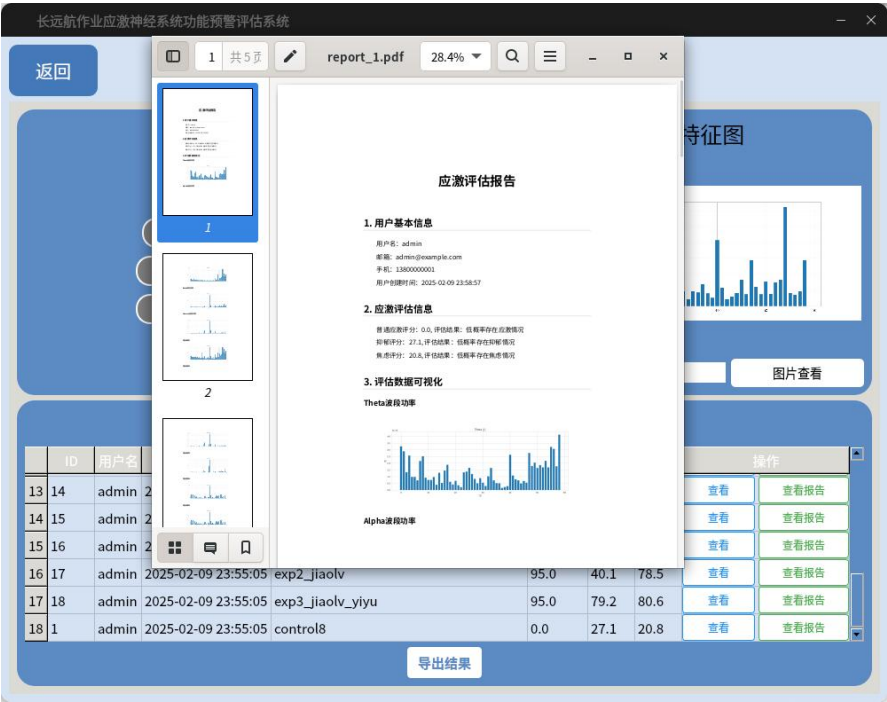 长远航作业应激神经系统功能预警评估系统
返回
1 共5页 report_1.pdf 28.4%
1
2
应激评估报告
1. 用户基本信息
用户名: admin
邮箱: admin@example.com
手机: 13800000001
用户创建时间: 2025-02-09 23:58:57
2. 应激评估信息
普通应激评分: 0.0, 评估结果: 低概率存在应激情况
抑郁评分: 27.1, 评估结果: 低概率存在抑郁情况
焦虑评分: 20.8, 评估结果: 低概率存在焦虑情况
3. 评估数据可视化
Theta波段功率
Alpha波段功率
特征图
图片查看
ID 用户名 操作
13 14 admin 2 查看 查看报告
14 15 admin 2 查看 查看报告
15 16 admin 2 查看 查看报告
16 17 admin 2025-02-09 23:55:05 exp2_jiaolv 95.0 40.1 78.5 查看 查看报告
17 18 admin 2025-02-09 23:55:05 exp3_jiaolv_yiyu 95.0 79.2 80.6 查看 查看报告
18 1 admin 2025-02-09 23:55:05 control8 0.0 27.1 20.8 查看 查看报告
导出结果